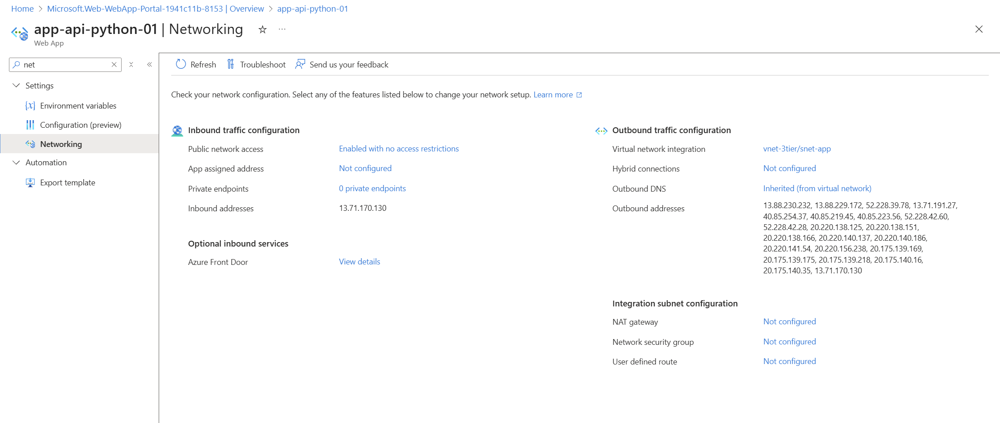 Home > Microsoft.Web-WebApp-Portal-1941c11b-8153 | Overview > app-api-python-01
app-api-python-01 | Networking
Web App
net
Settings
Environment variables
Configuration (preview)
Networking
Automation
Export template
Refresh
Troubleshoot
Send us your feedback
Check your network configuration. Select any of the features listed below to change your network setup. Learn more
Inbound traffic configuration
Public network access Enabled with no access restrictions
App assigned address Not configured
Private endpoints 0 private endpoints
Inbound addresses 13.71.170.130
Optional inbound services
Azure Front Door View details
Outbound traffic configuration
Virtual network integration vnet-3tier/snet-app
Hybrid connections Not configured
Outbound DNS Inherited (from virtual network)
Outbound addresses 13.88.230.232, 13.88.229.172, 52.228.39.78, 13.71.191.27,
40.85.254.37, 40.85.219.45, 40.85.223.56, 52.228.42.60,
52.228.42.28, 20.220.138.125, 20.220.138.151,
20.220.138.166, 20.220.140.137, 20.220.140.186,
20.220.141.54, 20.220.156.238, 20.175.139.169,
20.175.139.175, 20.175.139.218, 20.175.140.16,
20.175.140.35, 13.71.170.130
Integration subnet configuration
NAT gateway Not configured
Network security group Not configured
User defined route Not configured